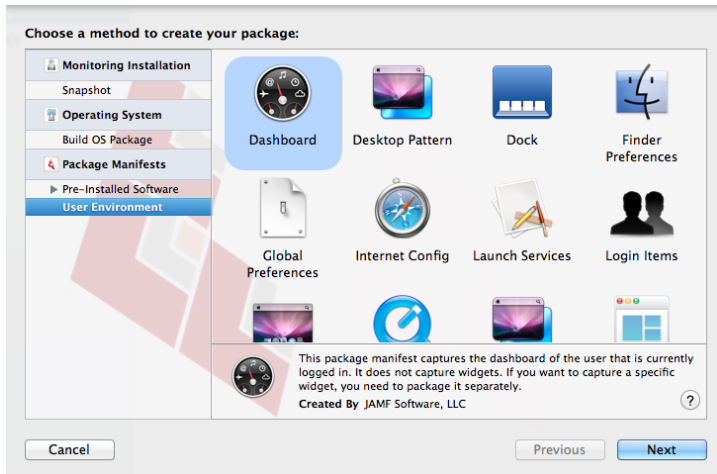 Choose a method to create your package:
Monitoring Installation
Snapshot
Operating System
Build OS Package
Package Manifests
Pre-Installed Software
User Environment
Dashboard
Desktop Pattern
Dock
Finder
Preferences
Global
Preferences
Internet Config
Launch Services
Login Items
This package manifest captures the dashboard of the user that is currently
logged in. It does not capture widgets. If you want to capture a specific
widget, you need to package it separately.
Created By JAMF Software, LLC
?
Cancel
Previous
Next